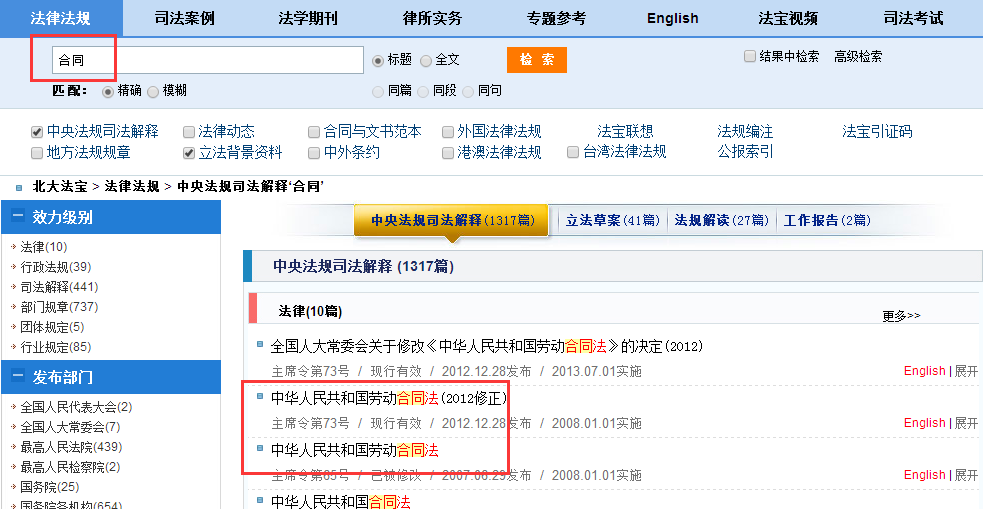 法律法规 司法案例 法学期刊 律所实务 专题参考 English 法宝视频 司法考试
合同 标题 全文 检 索 结果中检索 高级检索
匹配： 精确 模糊 同篇 同段 同句
中央法规司法解释 法律动态 合同与文书范本 外国法律法规 法宝联想 法规编注 法宝引证码
地方法规规章 立法背景资料 中外条约 港澳法律法规 台湾法律法规 公报索引
北大法宝 > 法律法规 > 中央法规司法解释‘合同’
效力级别
法律(10)
行政法规(39)
司法解释(441)
部门规章(737)
团体规定(5)
行业规定(85)
发布部门
全国人民代表大会(2)
全国人大常委会(7)
最高人民法院(439)
最高人民检察院(2)
国务院(25)
国务院各机构(654)
中央法规司法解释(1317篇) 立法草案(41篇) 法规解读(27篇) 工作报告(2篇)
中央法规司法解释 (1317篇)
法律(10篇) 更多>>
全国人大常委会关于修改《中华人民共和国劳动合同法》的决定(2012)
主席令第73号 / 现行有效 / 2012.12.28发布 / 2013.07.01实施 English | 展开
中华人民共和国劳动合同法(2012修正)
主席令第73号 / 现行有效 / 2012.12.28发布 / 2008.01.01实施 English | 展开
中华人民共和国劳动合同法
主席令第65号 / 已被修改 / 2007.06.29发布 / 2008.01.01实施 English | 展开
中华人民共和国合同法